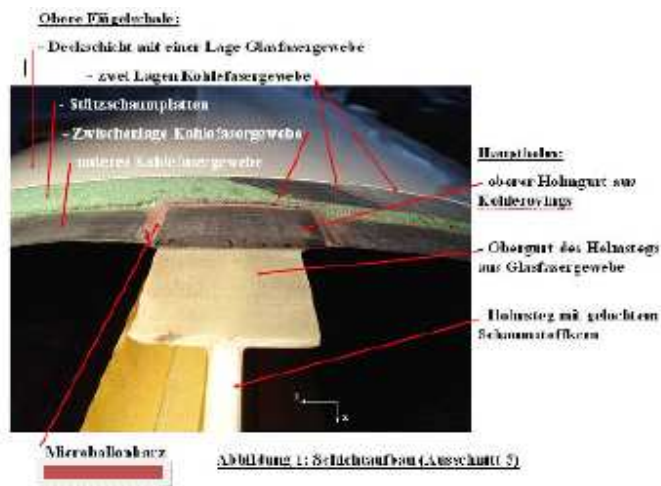 Obere Flügelschale:
- Deckschicht mit einer Lage Glasfasergewebe
- zwei Lagen Kohlefasergewebe
- Stützschaumplatten
- Zwischenlage Kohlefasergewebe
- unteres Kohlefasergewebe
Hauptholm:
- oberer Holmgurt aus
Kohlerovings
- Obergurt des Holmstegs
aus Glasfasergewebe
- Holmsteg mit gelochtem
Schaumstoffkern
Microballonharz
Abbildung 1: Schichtaufbau (Ausschnitt 3)